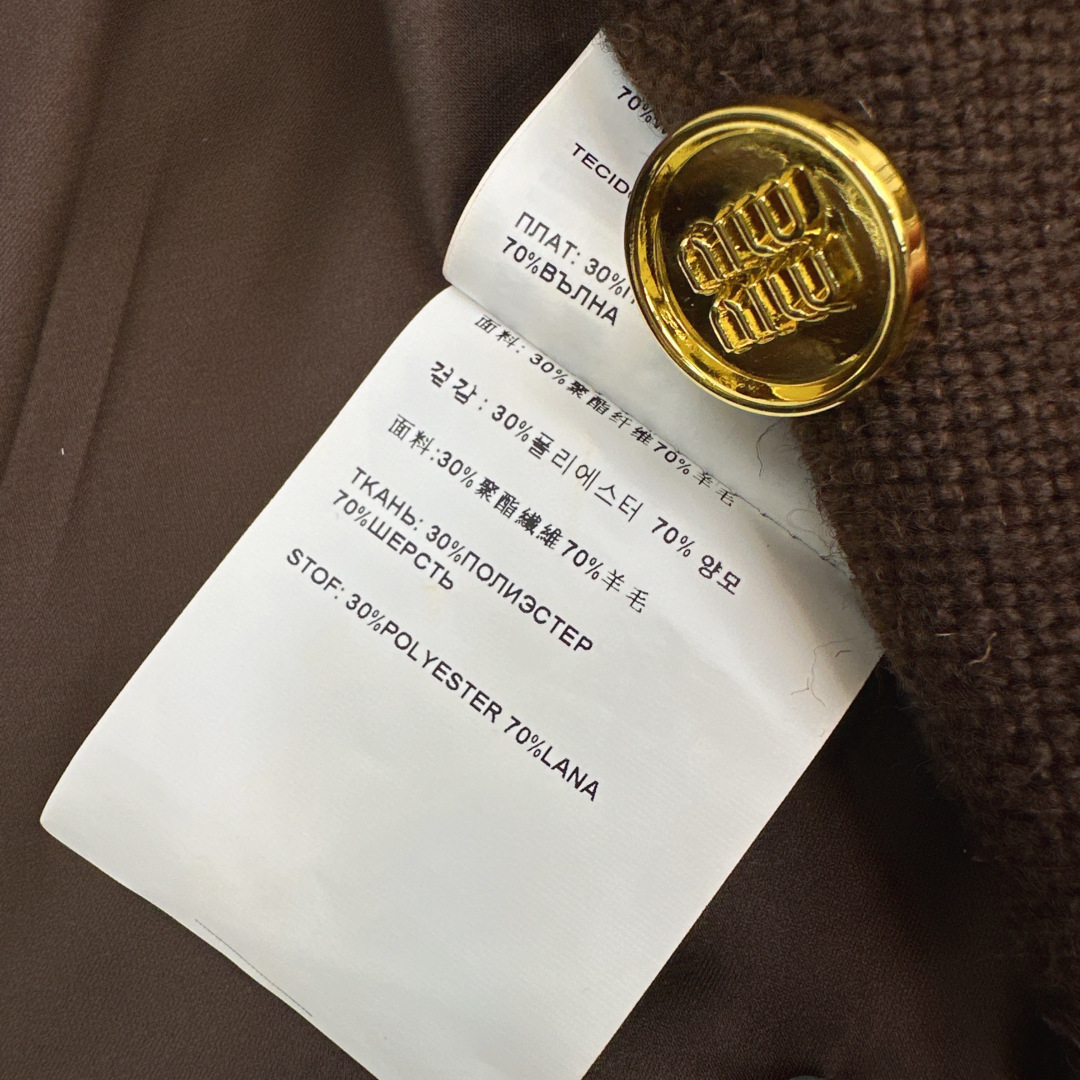 70%
TECID
ПЛАТ: 30%
70%ВЪЛНА
miu
miu
面料: 30%聚酯纤维70%羊毛
겉감 : 30%폴리에스터 70% 양모
面料:30%聚酯纖維70%羊毛
ТКАНЬ: 30%ПОЛИЭСТЕР
70%ШЕРСТЬ
STOF: 30%POLYESTER 70%LANA